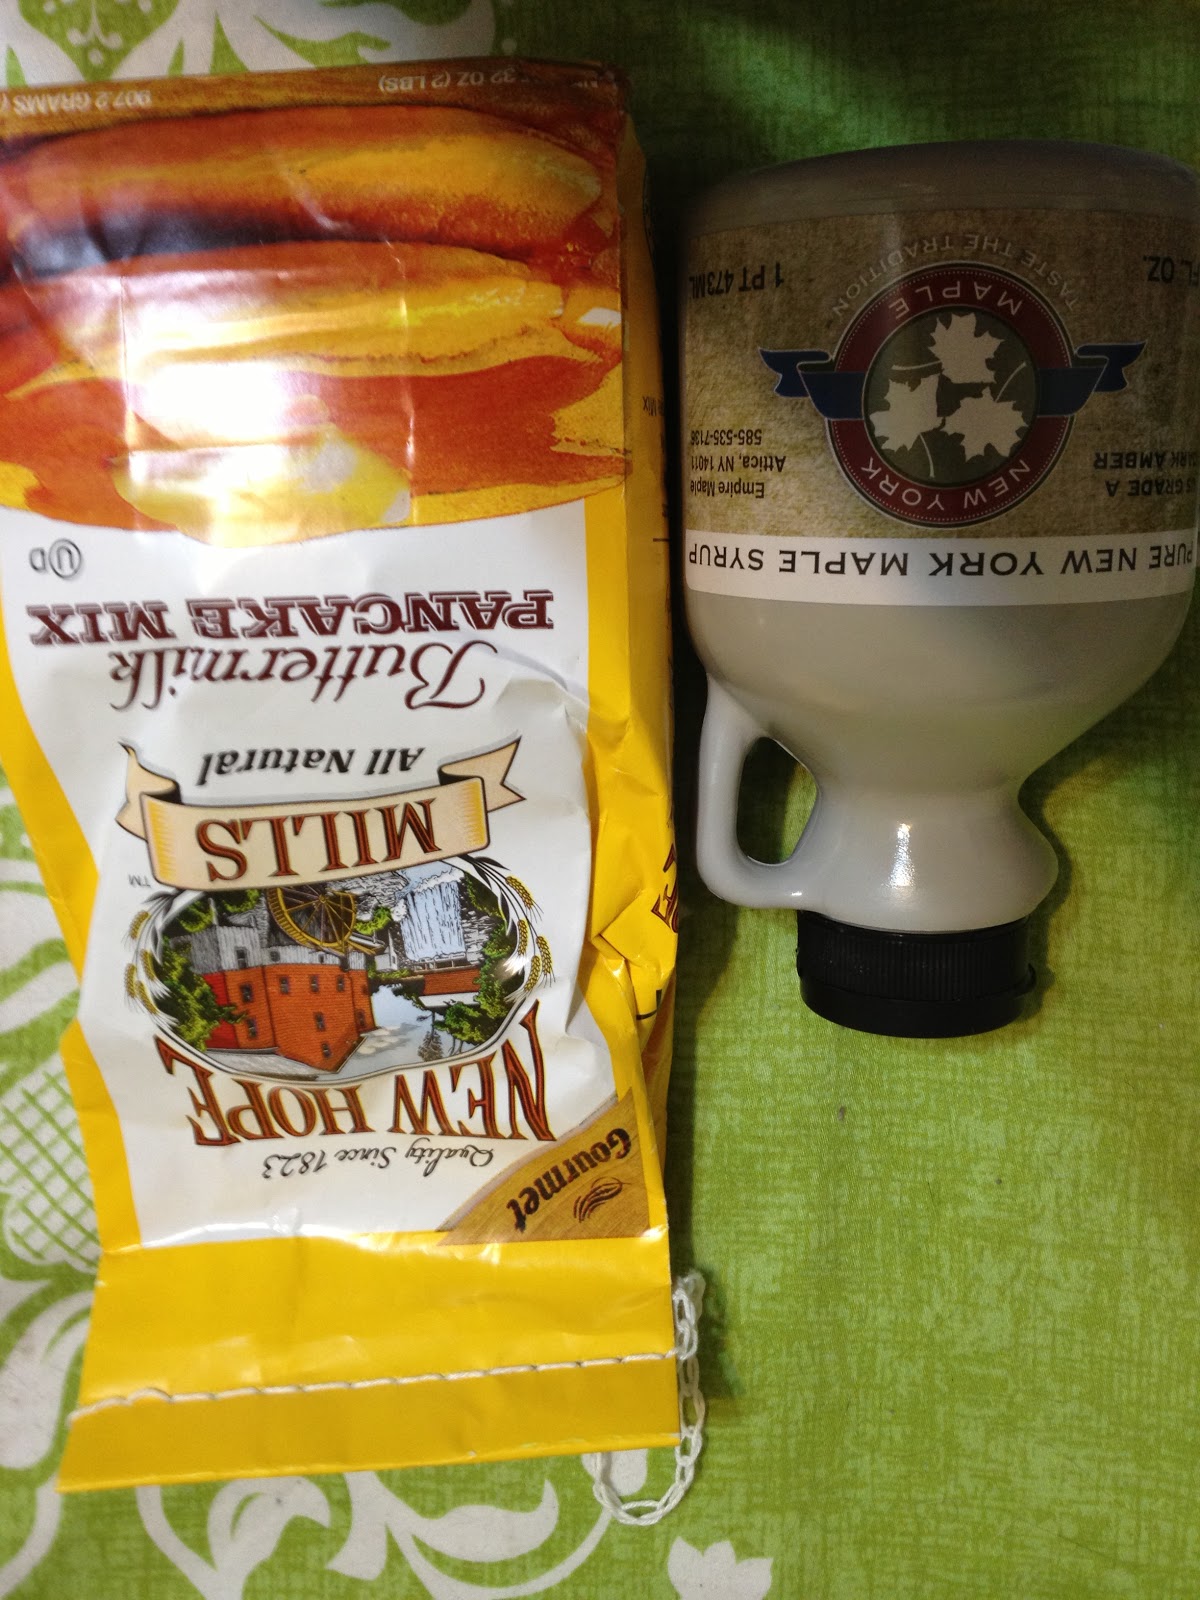 Gourmet
Quality Since 1823
NEW HOPE
MILLS
TM
All Natural
Buttermilk
PANCAKE MIX
U D
32 OZ (2 LBS)
907.2 GRAMS
Mix
PURE NEW YORK MAPLE SYRUP
GRADE A
AMBER
NEW YORK
MAPLE
TASTE THE TRADITION
Empire Maple
Attica, NY 14011
585-535-7136
OZ.
1 PT 473ML